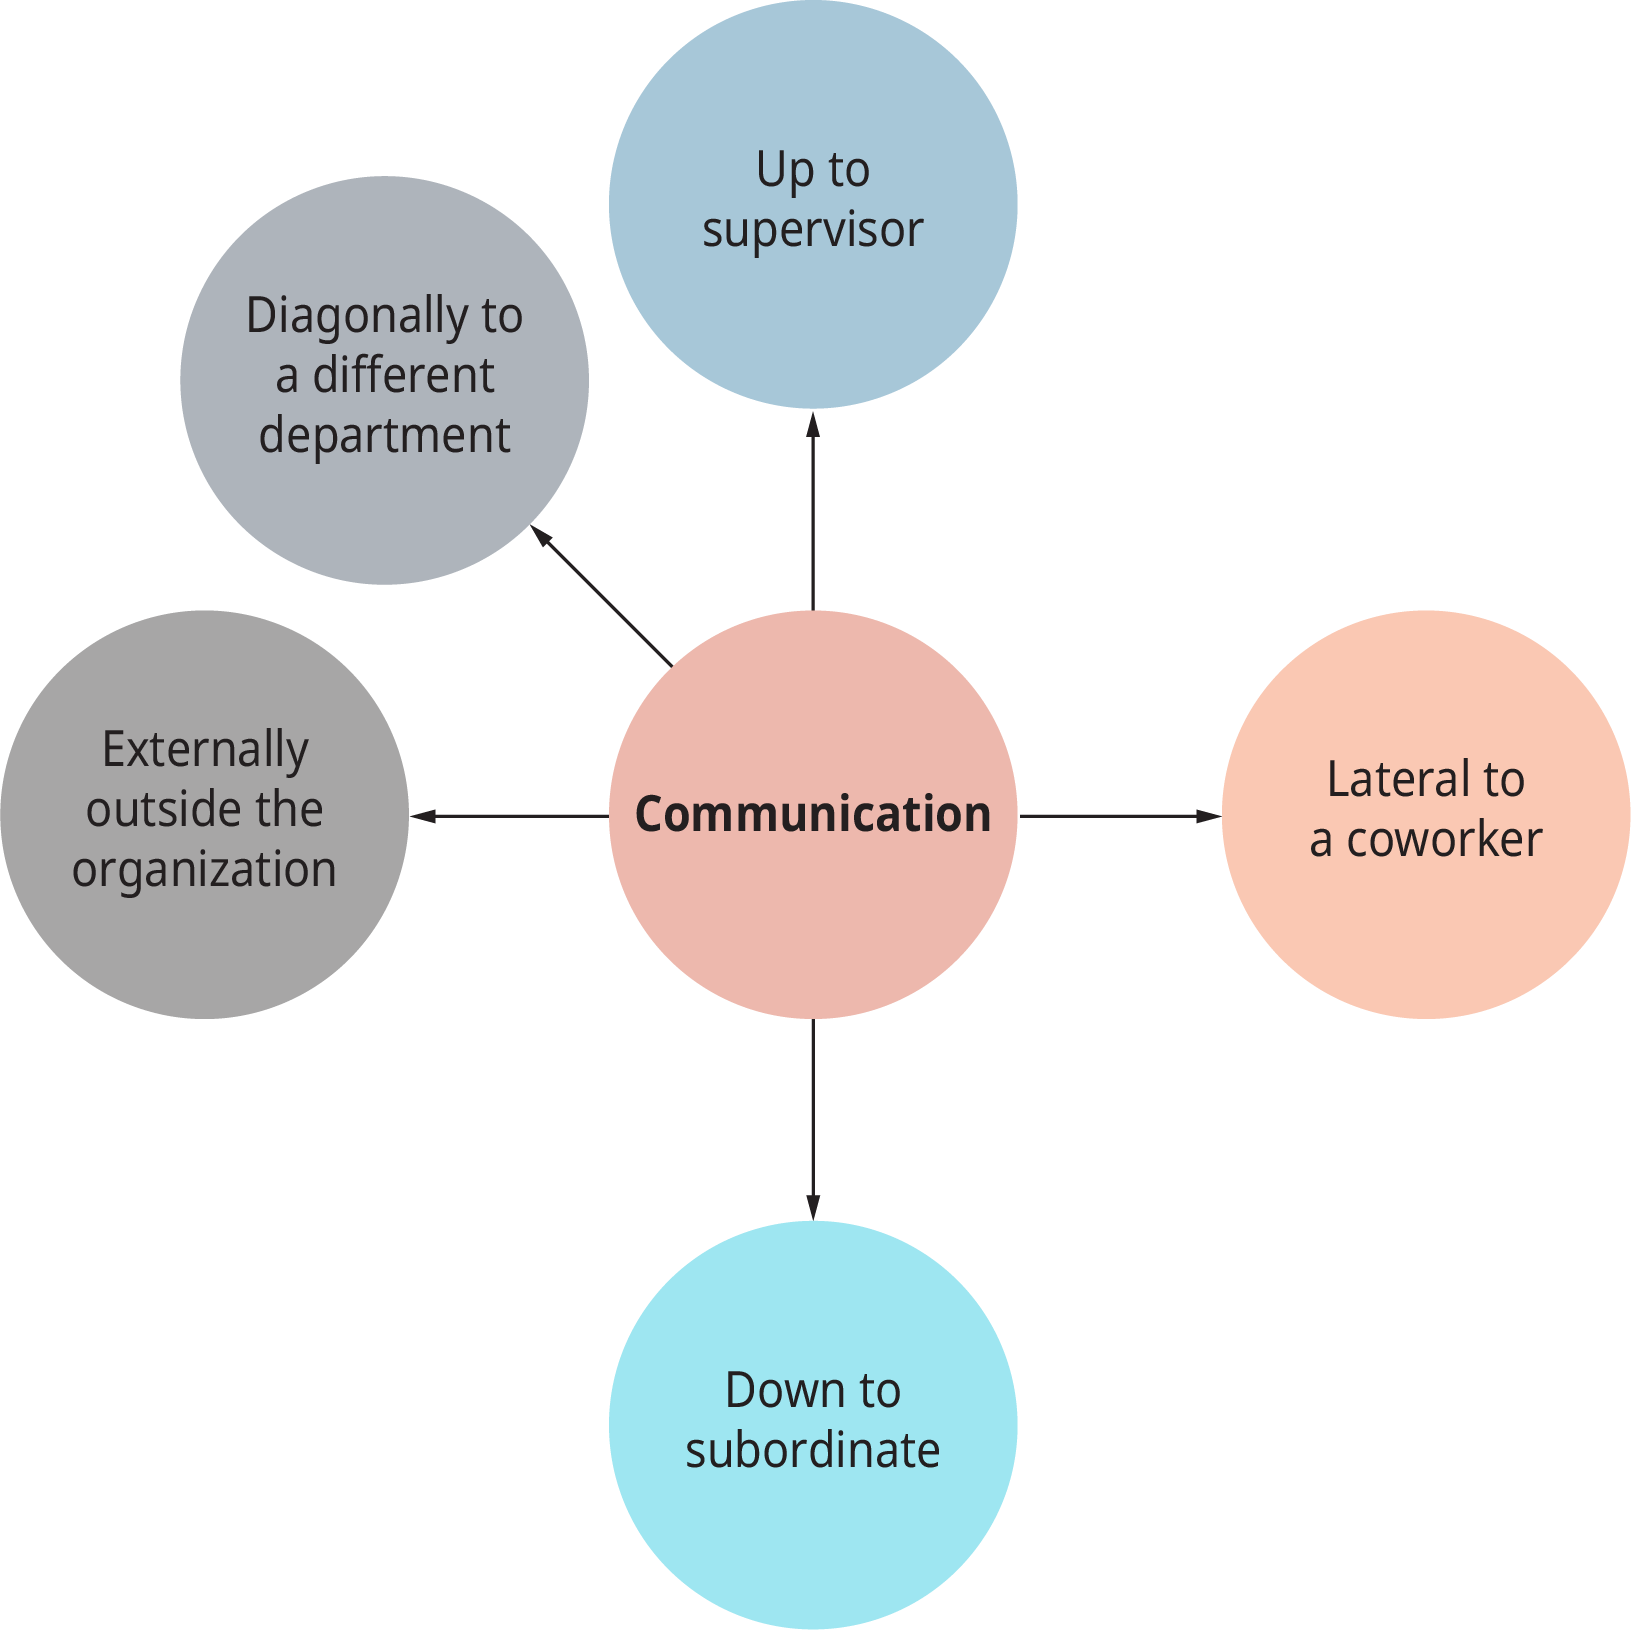 Up to
supervisor
Diagonally to
a different
department
Externally
outside the
organization
Communication
Lateral to
a coworker
Down to
subordinate